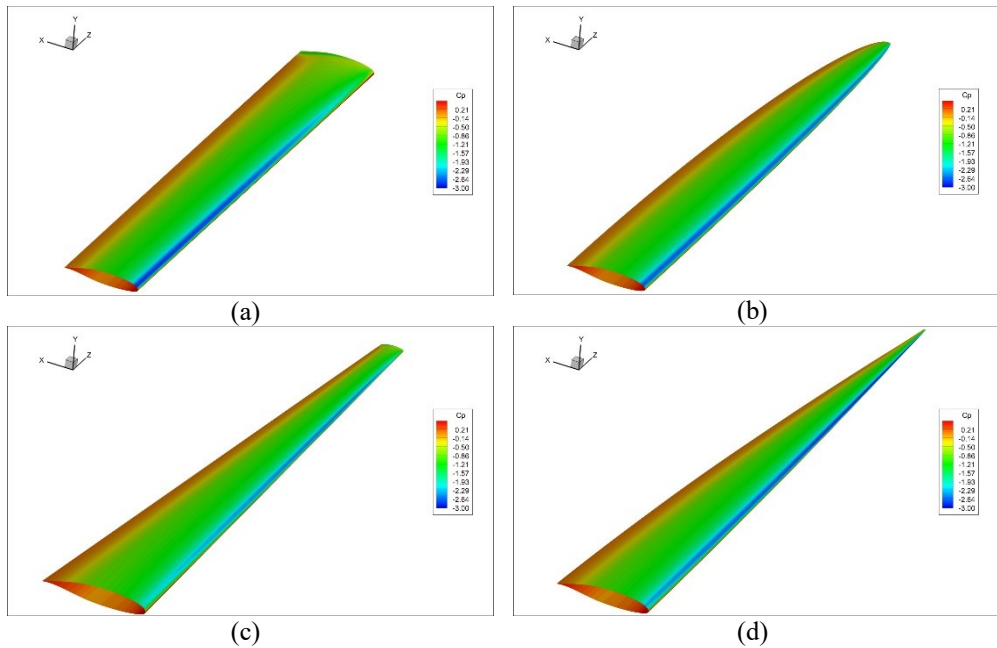 Y
X
Z
Cp
0.21
-0.14
-0.50
-0.86
-1.21
-1.57
-1.93
-2.29
-2.64
-3.00
(a)
Y
X
Z
Cp
0.21
-0.14
-0.50
-0.86
-1.21
-1.57
-1.93
-2.29
-2.64
-3.00
(b)
Y
X
Z
Cp
0.21
-0.14
-0.50
-0.86
-1.21
-1.57
-1.93
-2.29
-2.64
-3.00
(c)
Y
X
Z
Cp
0.21
-0.14
-0.50
-0.86
-1.21
-1.57
-1.93
-2.29
-2.64
-3.00
(d)